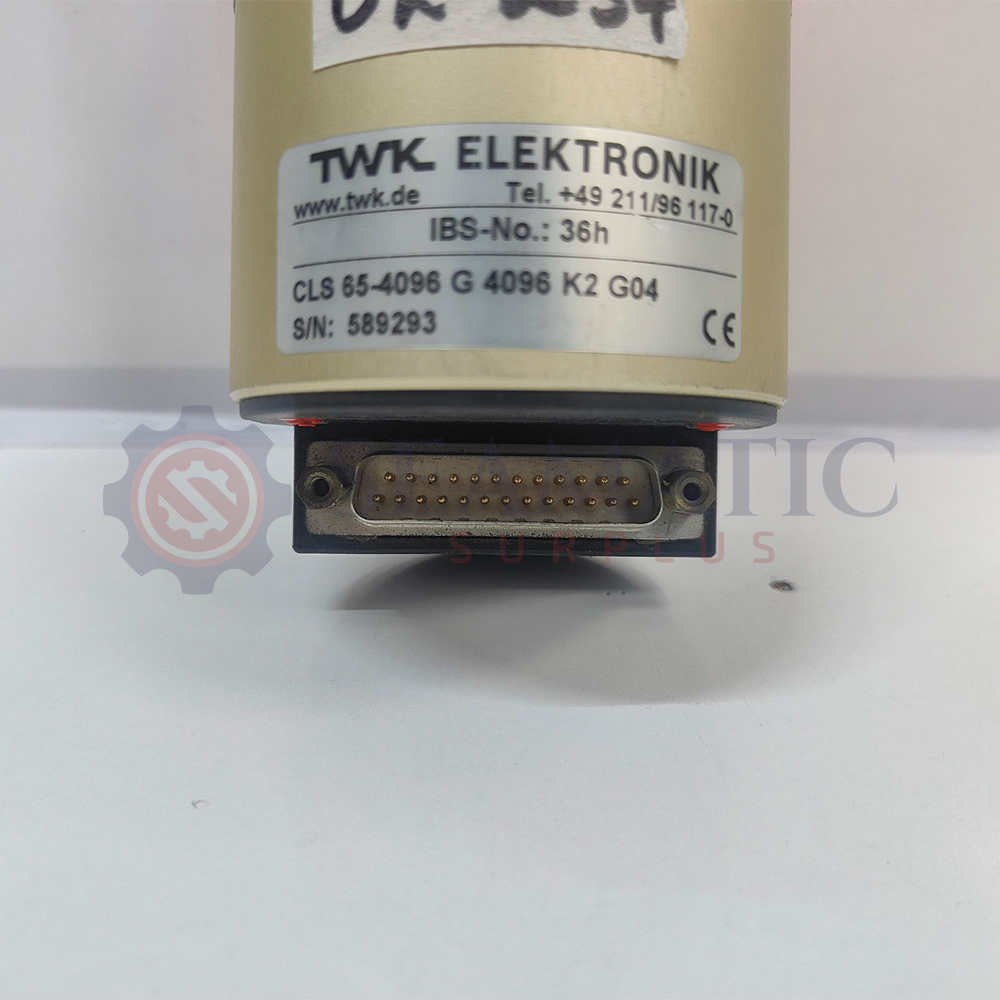 TWK ELEKTRONIK
www.twk.de Tel. +49 211/96 117-0
IBS-No.: 36h
CLS 65-4096 G 4096 K2 G04
S/N: 589293 CE
SURPLUS